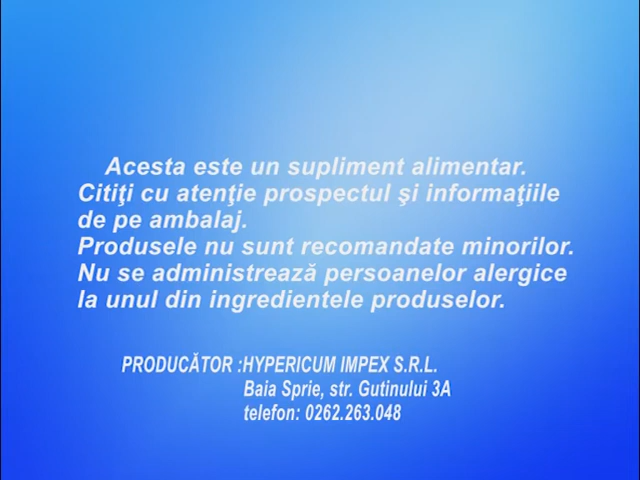 Acesta este un supliment alimentar.
Citiţi cu atenţie prospectul şi informaţiile
de pe ambalaj.
Produsele nu sunt recomandate minorilor.
Nu se administrează persoanelor alergice
la unul din ingredientele produselor.
PRODUCĂTOR :HYPERICUM IMPEX S.R.L.
Baia Sprie, str. Gutinului 3A
telefon: 0262.263.048